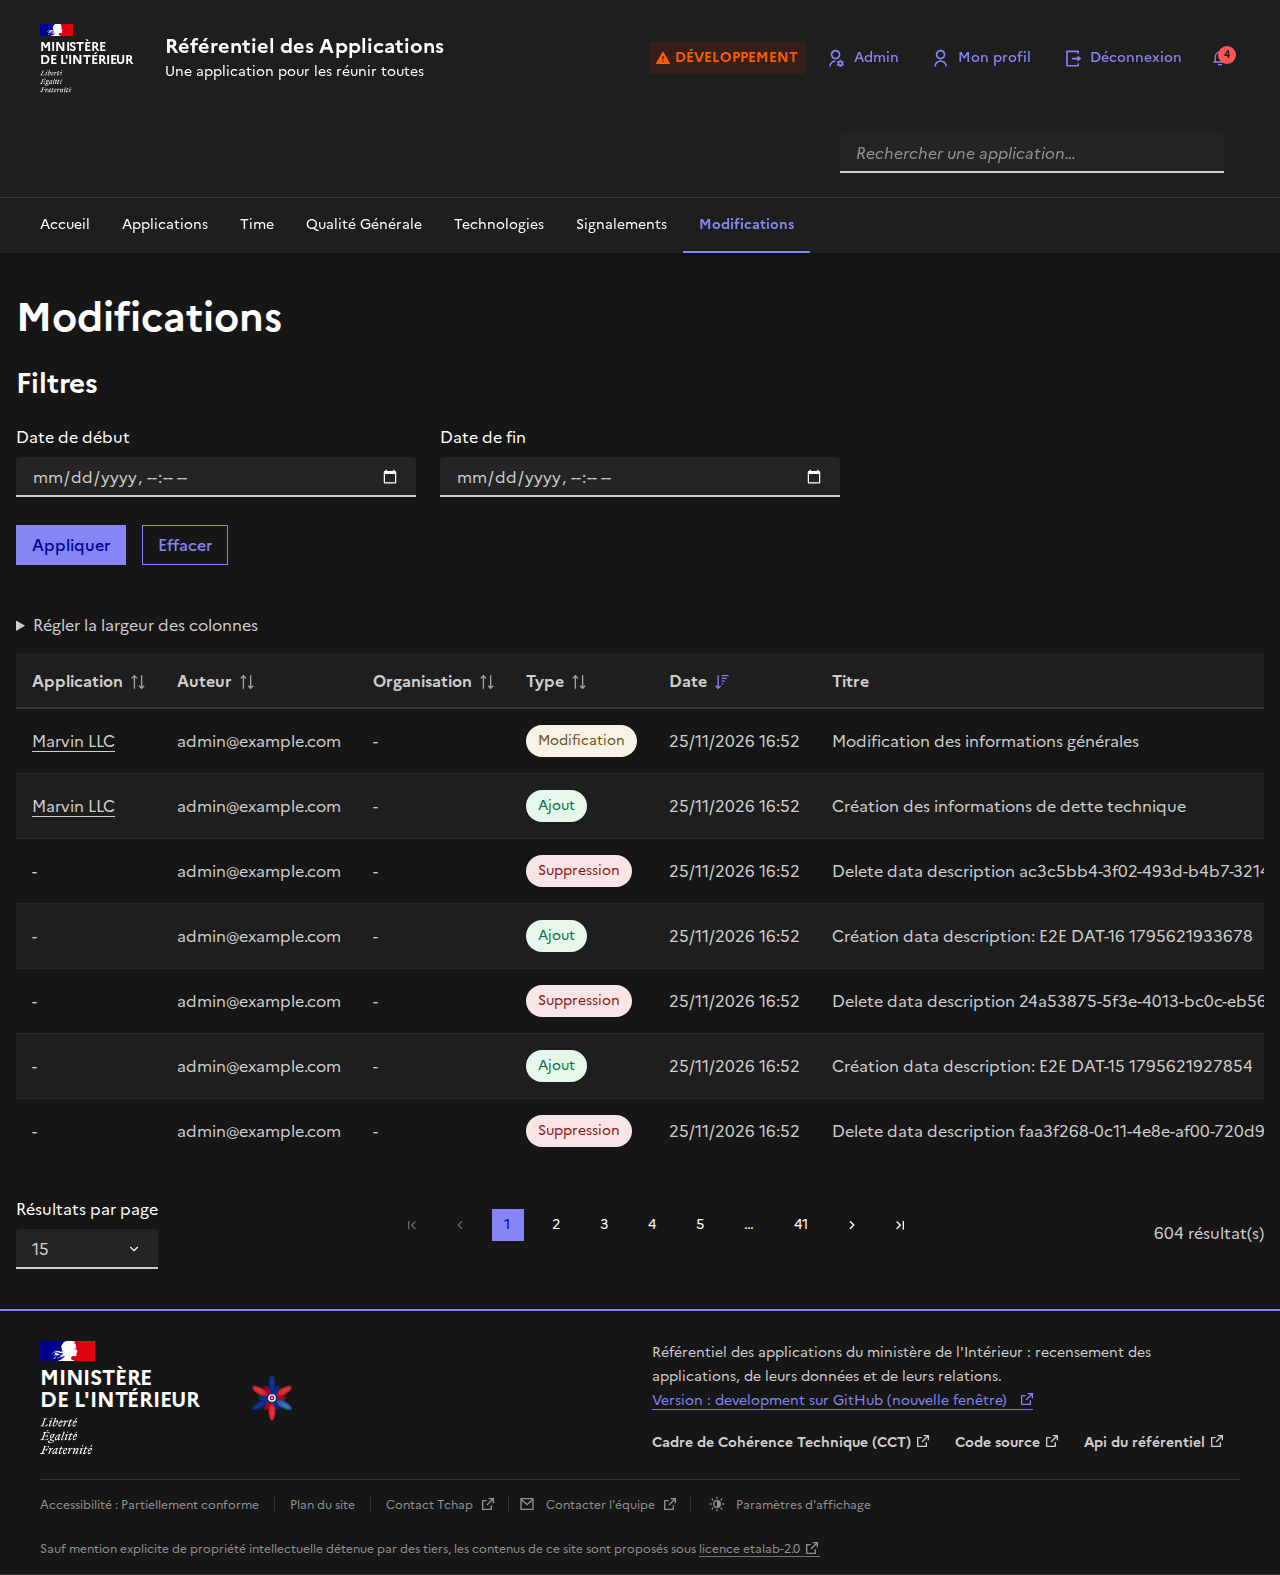 MINISTÈRE
DE L'INTÉRIEUR
Liberté
Égalité
Fraternité
Référentiel des Applications
Une application pour les réunir toutes
DÉVELOPPEMENT
Admin
Mon profil
Déconnexion
4
Rechercher une application...
Accueil
Applications
Time
Qualité Générale
Technologies
Signalements
Modifications
Modifications
Filtres
Date de début
Date de fin
mm/dd/yyyy, --:-- --
mm/dd/yyyy, --:-- --
Appliquer
Effacer
Régler la largeur des colonnes
Application Auteur Organisation Type Date Titre
Marvin LLC admin@example.com - Modification 25/11/2026 16:52 Modification des informations générales
Marvin LLC admin@example.com - Ajout 25/11/2026 16:52 Création des informations de dette technique
- admin@example.com - Suppression 25/11/2026 16:52 Delete data description ac3c5bb4-3f02-493d-b4b7-3214
- admin@example.com - Ajout 25/11/2026 16:52 Création data description: E2E DAT-16 1795621933678
- admin@example.com - Suppression 25/11/2026 16:52 Delete data description 24a53875-5f3e-4013-bc0c-eb56
- admin@example.com - Ajout 25/11/2026 16:52 Création data description: E2E DAT-15 1795621927854
- admin@example.com - Suppression 25/11/2026 16:52 Delete data description faa3f268-0c11-4e8e-af00-720d9
Résultats par page
15
1 2 3 4 5 ... 41
604 résultat(s)
MINISTÈRE
DE L'INTÉRIEUR
Liberté
Égalité
Fraternité
Référentiel des applications du ministère de l'Intérieur : recensement des
applications, de leurs données et de leurs relations.
Version : development sur GitHub (nouvelle fenêtre)
Cadre de Cohérence Technique (CCT)
Code source
Api du référentiel
Accessibilité : Partiellement conforme
Plan du site
Contact Tchap
Contacter l'équipe
Paramètres d'affichage
Sauf mention explicite de propriété intellectuelle détenue par des tiers, les contenus de ce site sont proposés sous licence etalab-2.0